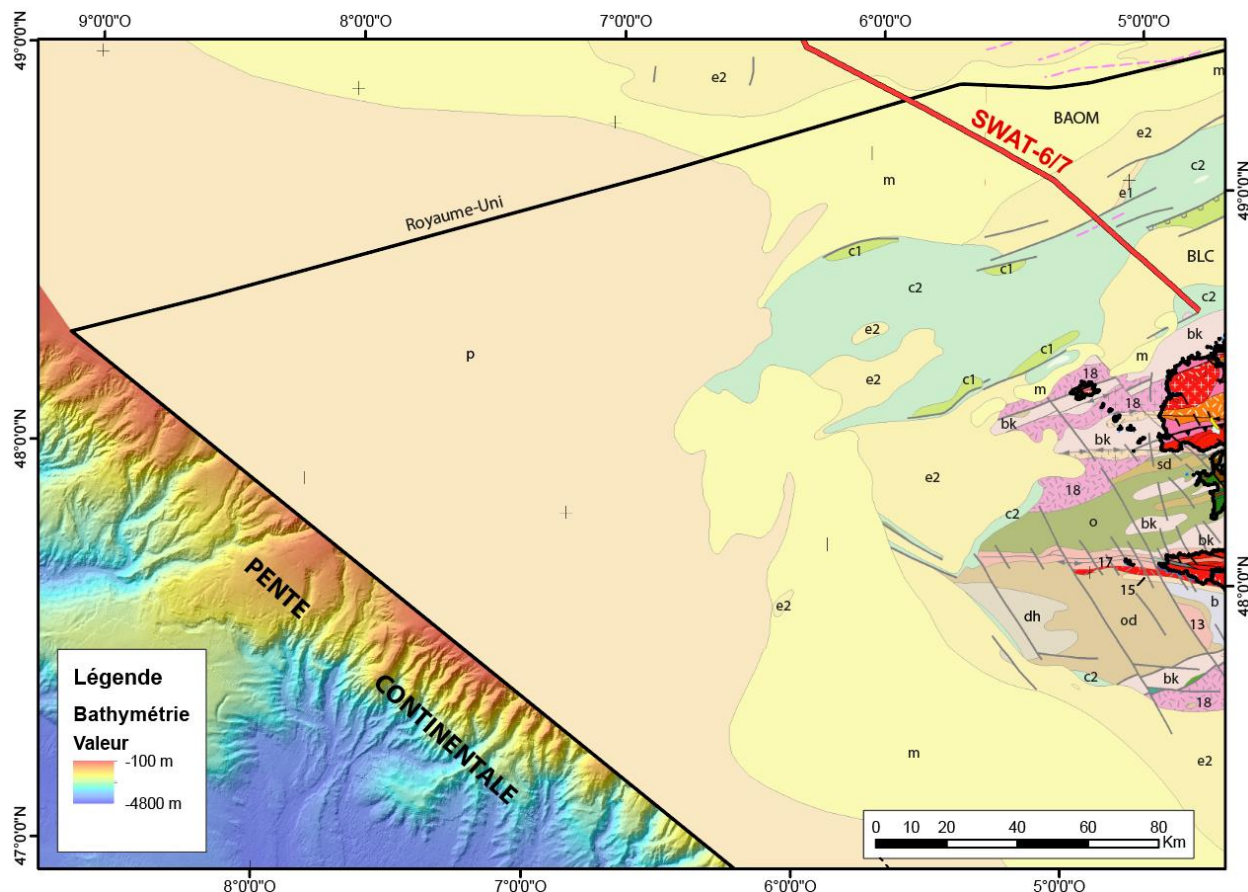 9°0'0"O 8°0'0"O 7°0'0"O 6°0'0"O 5°0'0"O
49°0'0"N
e2
m
BAOM
SWAT-6/7
e2
c2
49°0'0"N
m
e1
Royaume-Uni
c1
c1
BLC
c2
c2
e2
bk
p
c1
m
e2
c1
18
m
18
48°0'0"N
bk
bk
sd
e2
18
c2
o
bk
bk
17
48°0'0"N
15
PENTE
e2
b
dh
od
13
CONTINENTALE
c2
bk
18
Légende
Bathymétrie
Valeur
-100 m
-4800 m
m
e2
0 10 20 40 60 80
Km
47°0'0"N
47°0'0"N
8°0'0"O 7°0'0"O 6°0'0"O 5°0'0"O